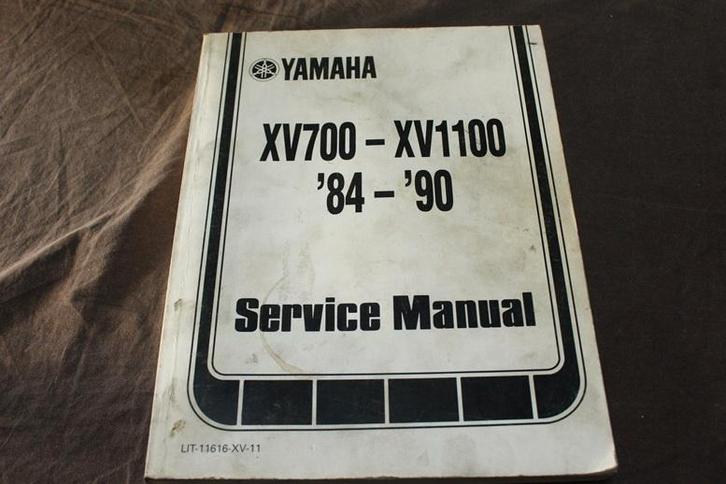 YAMAHA
XV700 – XV1100
’84 – ’90
Service Manual
LIT-11616-XV-11